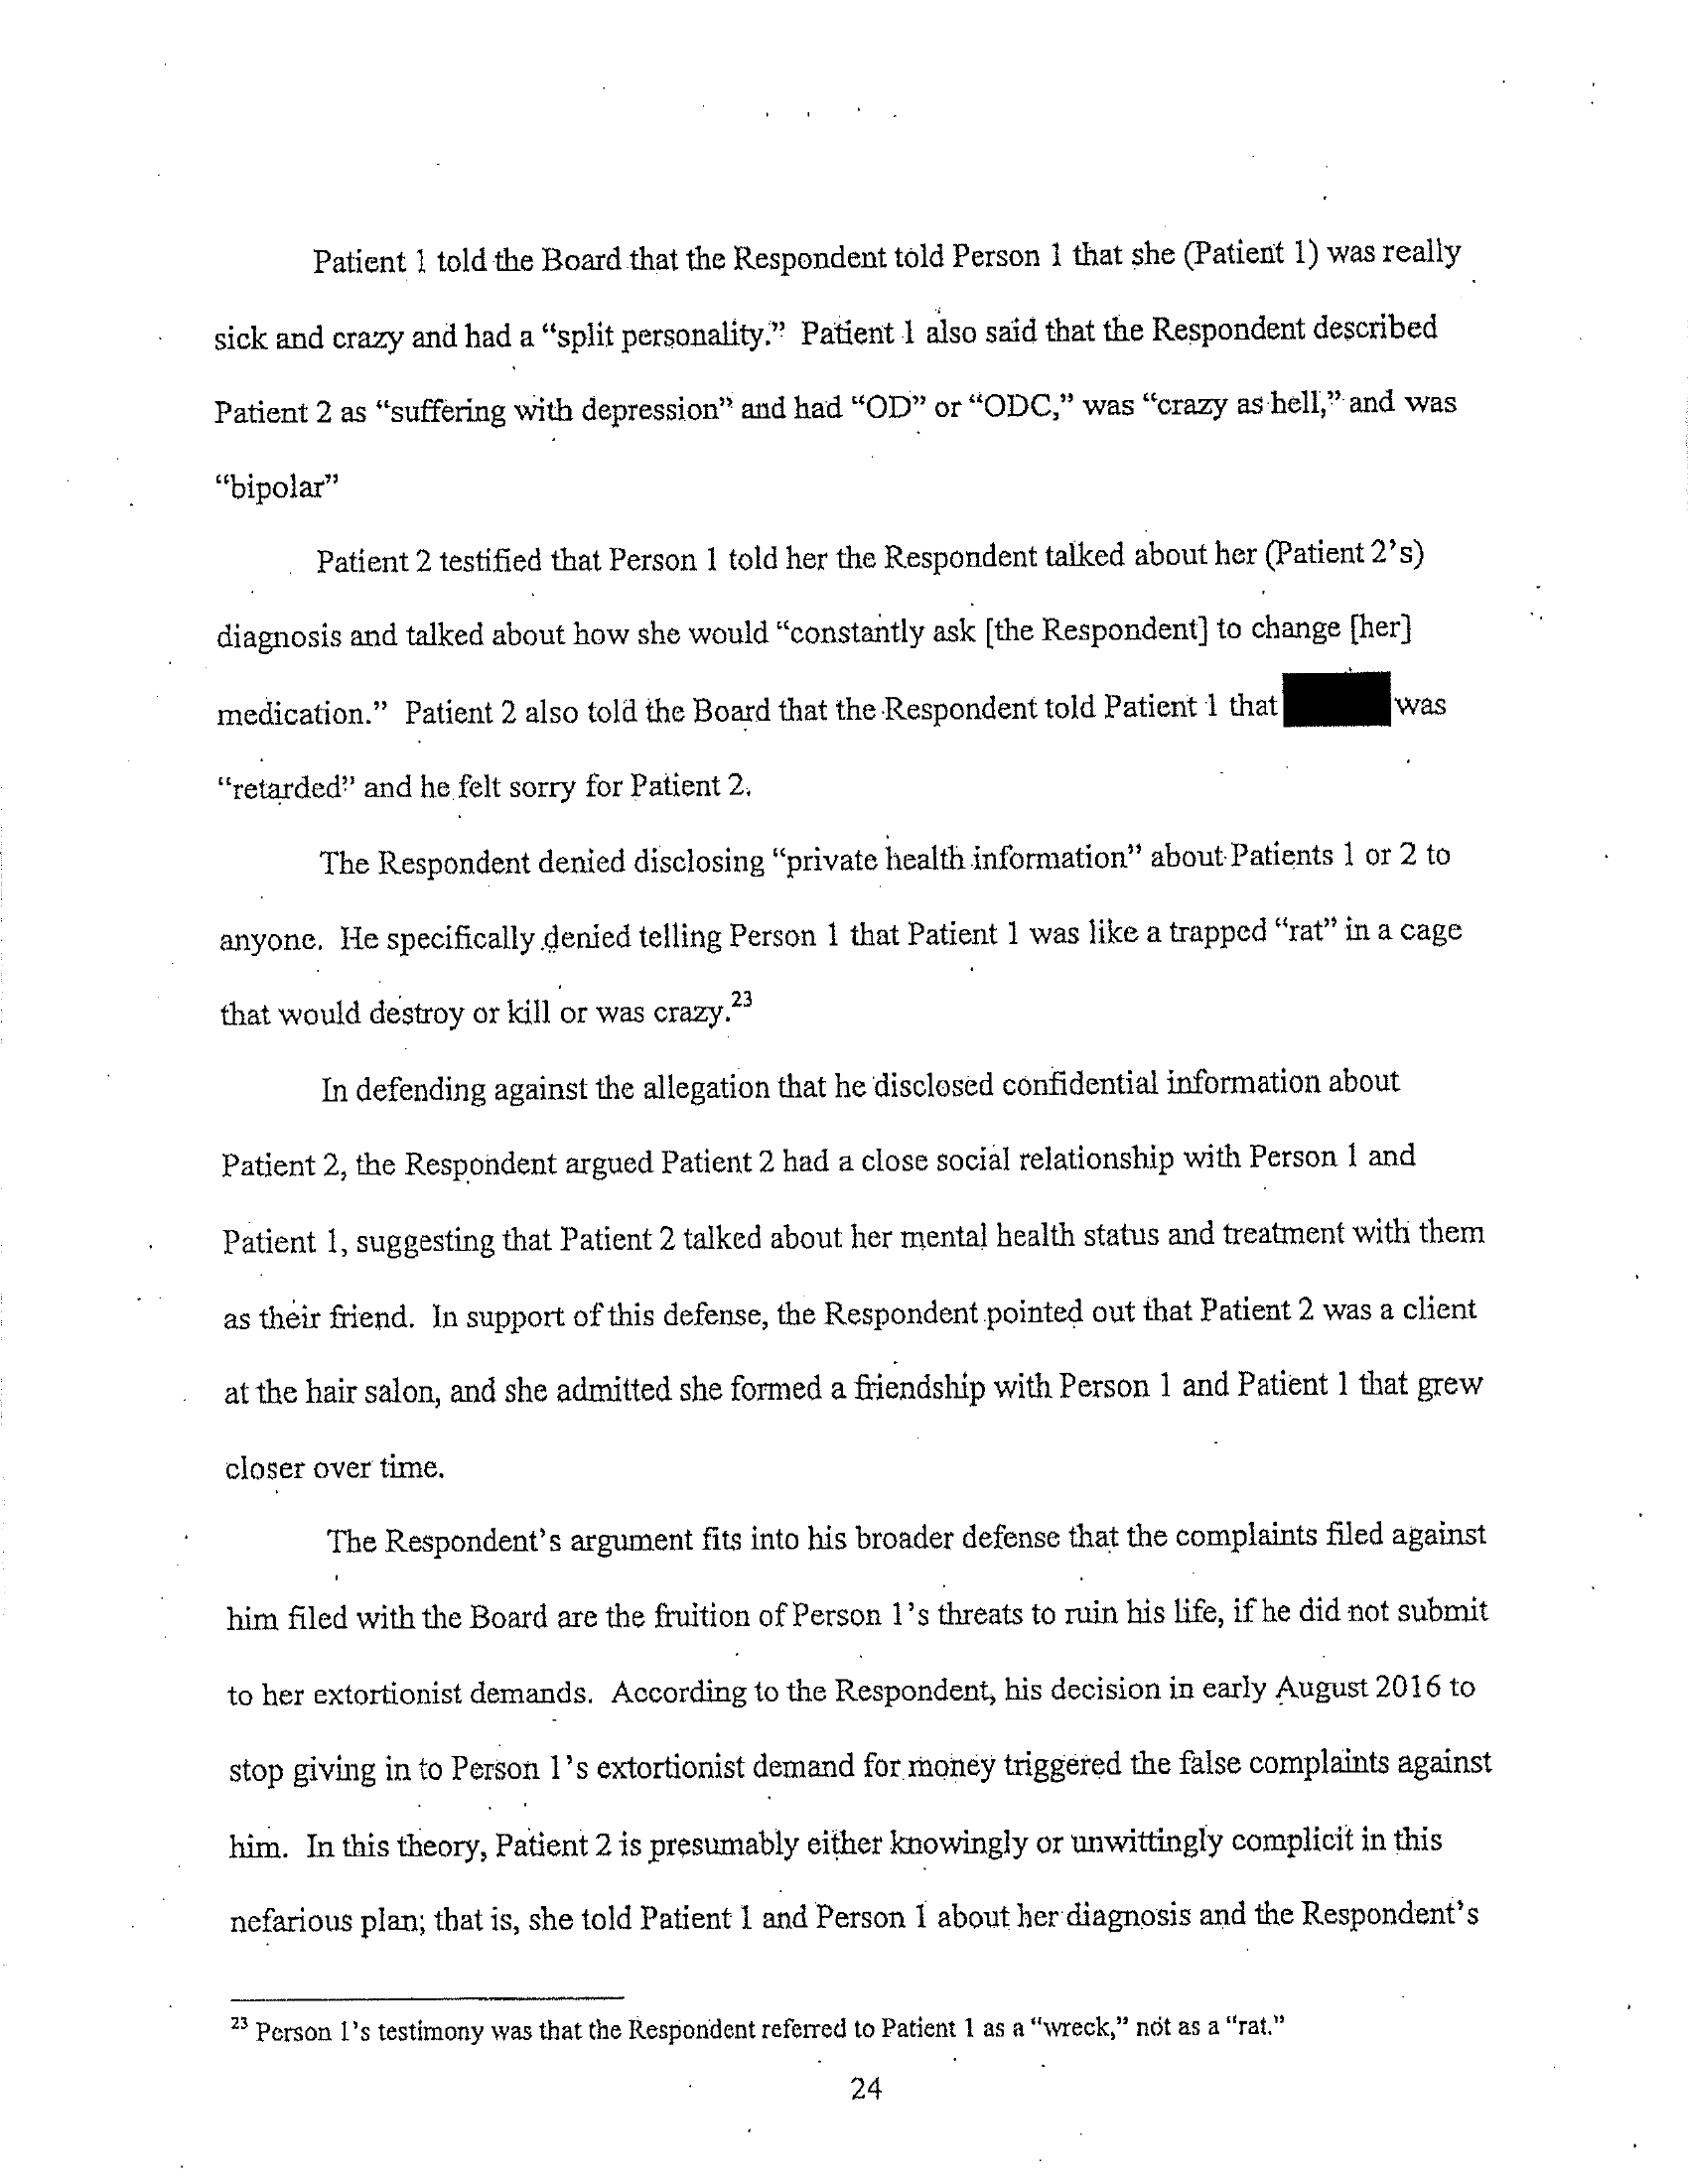 Patient 1 told the Board that the Respondent told Person 1 that she (Patient 1) was really
sick and crazy and had a “split personality.” Patient 1 also said that the Respondent described
Patient 2 as “suffering with depression” and had “OD” or “ODC,” was “crazy as hell,” and was
“bipolar”
Patient 2 testified that Person 1 told her the Respondent talked about her (Patient 2’s)
diagnosis and talked about how she would “constantly ask [the Respondent] to change [her]
medication.” Patient 2 also told the Board that the Respondent told Patient 1 that was
“retarded” and he felt sorry for Patient 2.
The Respondent denied disclosing “private health information” about Patients 1 or 2 to
anyone. He specifically denied telling Person 1 that Patient 1 was like a trapped “rat” in a cage
that would destroy or kill or was crazy.23
In defending against the allegation that he disclosed confidential information about
Patient 2, the Respondent argued Patient 2 had a close social relationship with Person 1 and
Patient 1, suggesting that Patient 2 talked about her mental health status and treatment with them
as their friend. In support of this defense, the Respondent pointed out that Patient 2 was a client
at the hair salon, and she admitted she formed a friendship with Person 1 and Patient 1 that grew
closer over time.
The Respondent’s argument fits into his broader defense that the complaints filed against
him filed with the Board are the fruition of Person 1’s threats to ruin his life, if he did not submit
to her extortionist demands. According to the Respondent, his decision in early August 2016 to
stop giving in to Person 1’s extortionist demand for money triggered the false complaints against
him. In this theory, Patient 2 is presumably either knowingly or unwittingly complicit in this
nefarious plan; that is, she told Patient 1 and Person 1 about her diagnosis and the Respondent’s
23 Person 1’s testimony was that the Respondent referred to Patient 1 as a “wreck,” not as a “rat.”
24